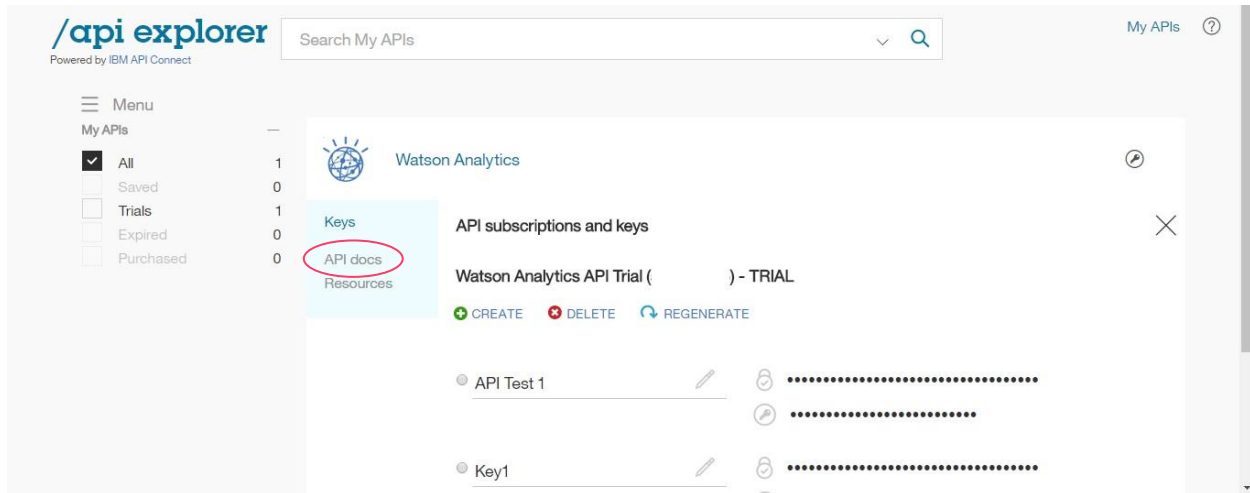 /api explorer
Powered by IBM API Connect
Search My APIs
My APIs
Menu
My APIs
All 1
Saved 0
Trials 1
Expired 0
Purchased 0
Watson Analytics
Keys
API docs
Resources
API subscriptions and keys
Watson Analytics API Trial ( ) - TRIAL
CREATE DELETE REGENERATE
API Test 1
Key1